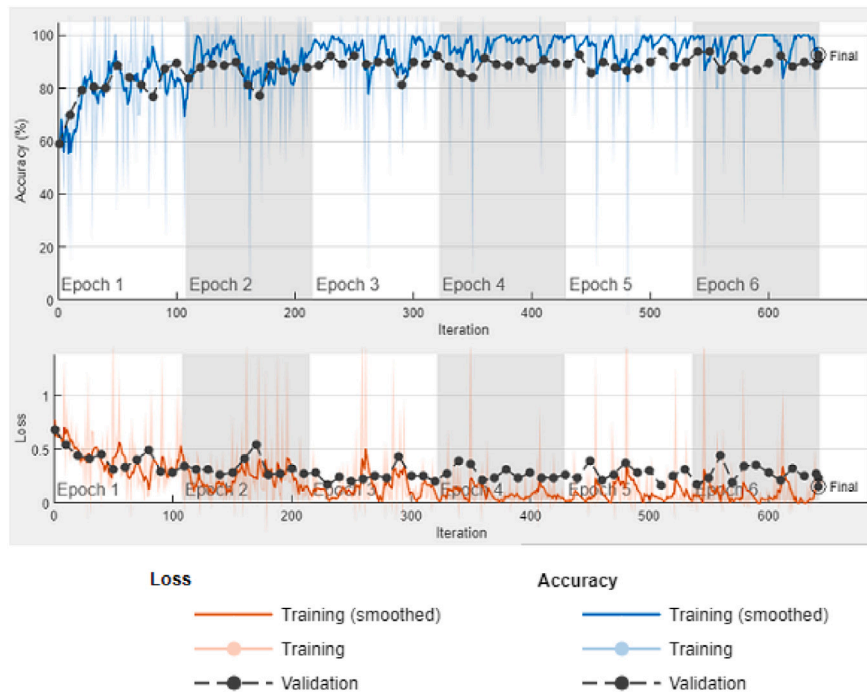 100
80
60
40
20
0
Accuracy (%)
Final
Epoch 1 Epoch 2 Epoch 3 Epoch 4 Epoch 5 Epoch 6
0 100 200 300 400 500 600
Iteration
1
0.5
0
Loss
Final
Epoch 1 Epoch 2 Epoch 3 Epoch 4 Epoch 5 Epoch 6
0 100 200 300 400 500 600
Iteration
Loss Accuracy
Training (smoothed) Training (smoothed)
Training Training
Validation Validation